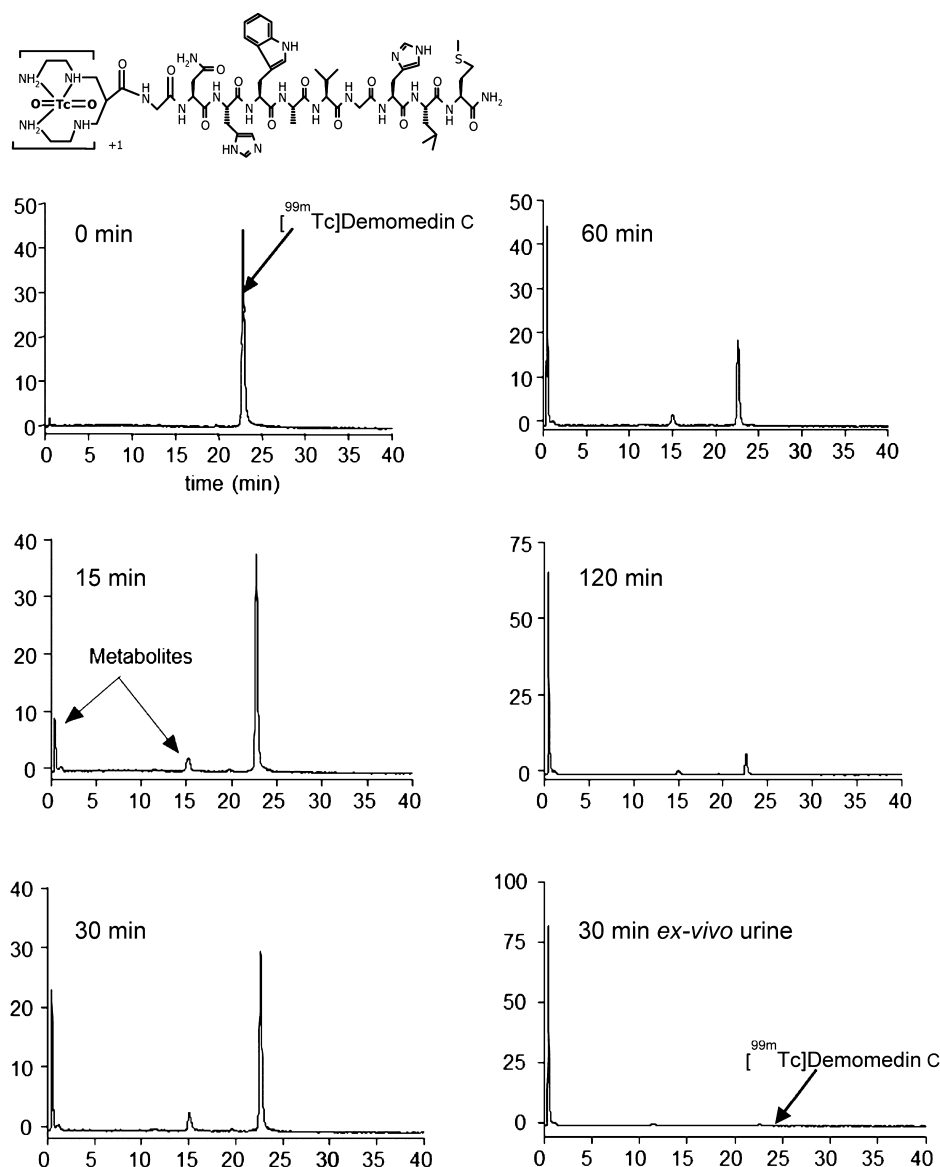 S
NH
N NH
O O H₂N O
NH₂ NH O O O O
O=Tc=O
H
N
N
H
H
N
N
H
H
N
N
H
H
N
N
H
H
N
N
H
NH₂
NH₂ NH
O O O O O
+1
HN N
0 min
[⁹⁹ᵐTc]Demomedin C
50
40
30
20
10
0
0 5 10 15 20 25 30 35 40
time (min)
60 min
50
40
30
20
10
0
0 5 10 15 20 25 30 35 40
15 min
Metabolites
40
30
20
10
0
0 5 10 15 20 25 30 35 40
120 min
75
50
25
0
0 5 10 15 20 25 30 35 40
30 min
40
30
20
10
0
0 5 10 15 20 25 30 35 40
30 min ex-vivo urine
[⁹⁹ᵐTc]Demomedin C
100
75
50
25
0
0 5 10 15 20 25 30 35 40